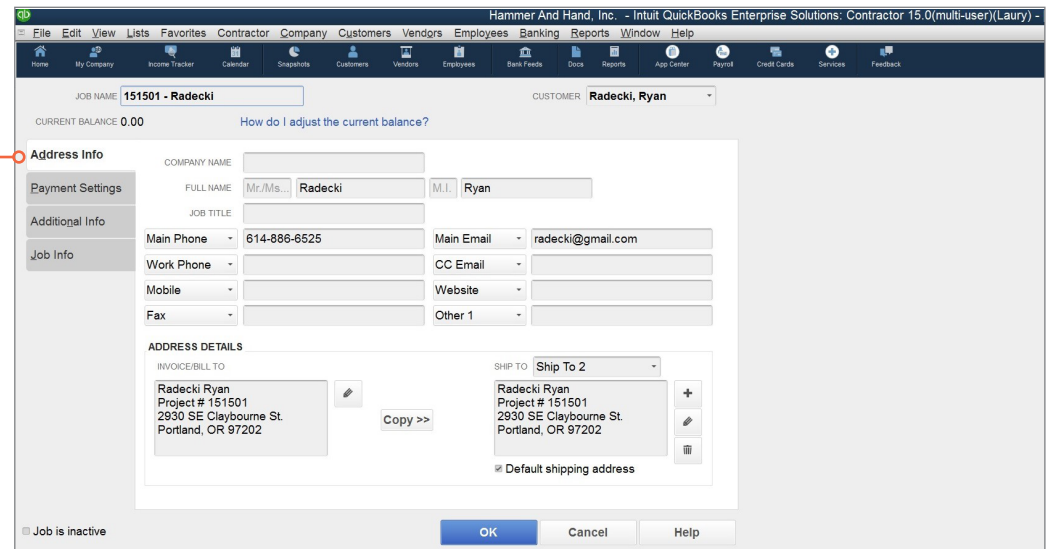 Hammer And Hand, Inc. - Intuit QuickBooks Enterprise Solutions: Contractor 15.0(multi-user)(Laury) -
File Edit View Lists Favorites Contractor Company Customers Vendors Employees Banking Reports Window Help
Home My Company Income Tracker Calendar Snapshots Customers Vendors Employees Bank Feeds Docs Reports App Center Payroll Credit Cards Services Feedback
JOB NAME 151501 - Radecki CUSTOMER Radecki, Ryan
CURRENT BALANCE 0.00 How do I adjust the current balance?
Address Info
Payment Settings
Additional Info
Job Info
COMPANY NAME
FULL NAME Mr./Ms... Radecki M.I. Ryan
JOB TITLE
Main Phone 614-886-6525 Main Email radecki@gmail.com
Work Phone CC Email
Mobile Website
Fax Other 1
ADDRESS DETAILS
INVOICE/BILL TO
Radecki Ryan
Project # 151501
2930 SE Claybourne St.
Portland, OR 97202
Copy >>
SHIP TO Ship To 2
Radecki Ryan
Project # 151501
2930 SE Claybourne St.
Portland, OR 97202
Default shipping address
Job is inactive
OK Cancel Help